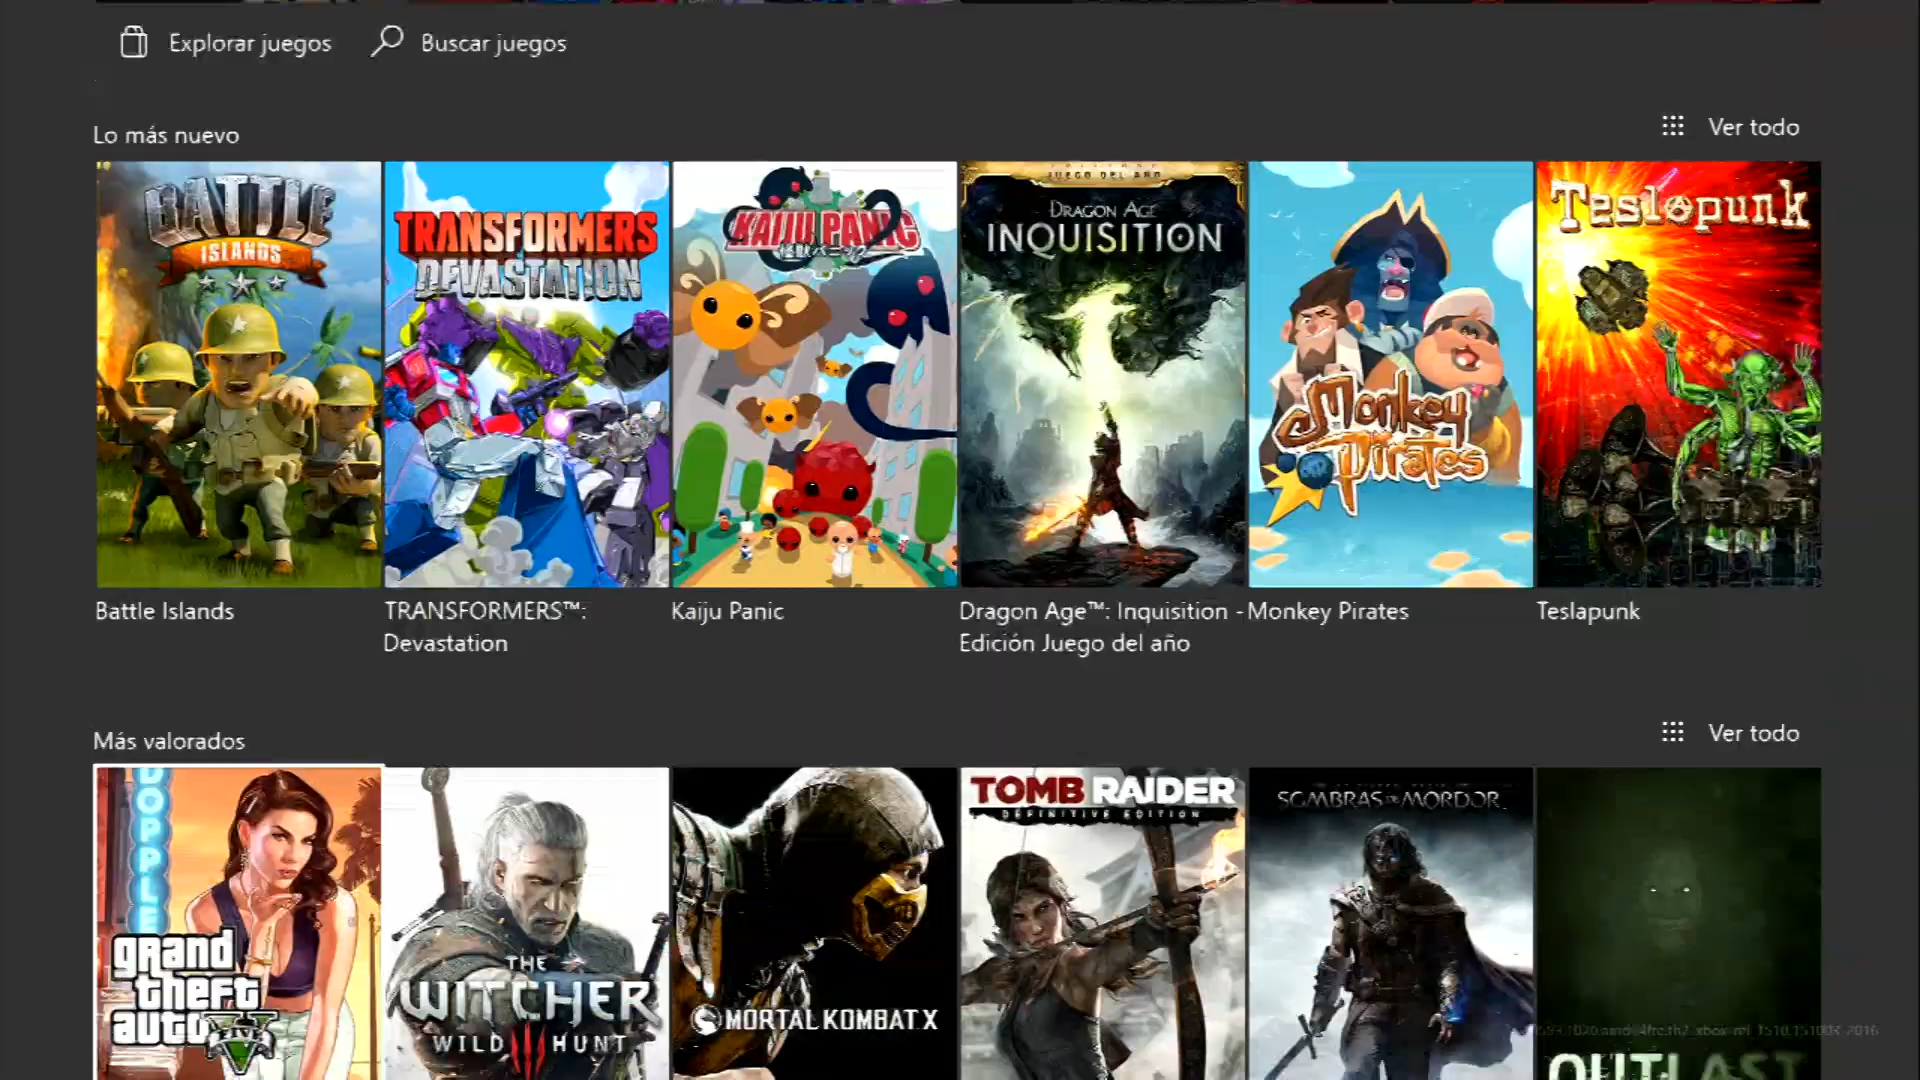 Explorar juegos
Buscar juegos
Lo más nuevo
Ver todo
BATTLE
ISLANDS
TRANSFORMERS
DEVASTATION
KAIJU PANIC
JUEGO DEL AÑO
DRAGON AGE
INQUISITION
Monkey
Pirates
Teslapunk
Battle Islands
TRANSFORMERS™:
Devastation
Kaiju Panic
Dragon Age™: Inquisition -
Edición Juego del año
Monkey Pirates
Teslapunk
Más valorados
Ver todo
DOPPLE
grand
theft
auto V
THE
WITCHER
WILD III HUNT
MORTAL KOMBAT X
TOMB RAIDER
DEFINITIVE EDITION
SOMBRAS DE MORDOR
OUTLAST